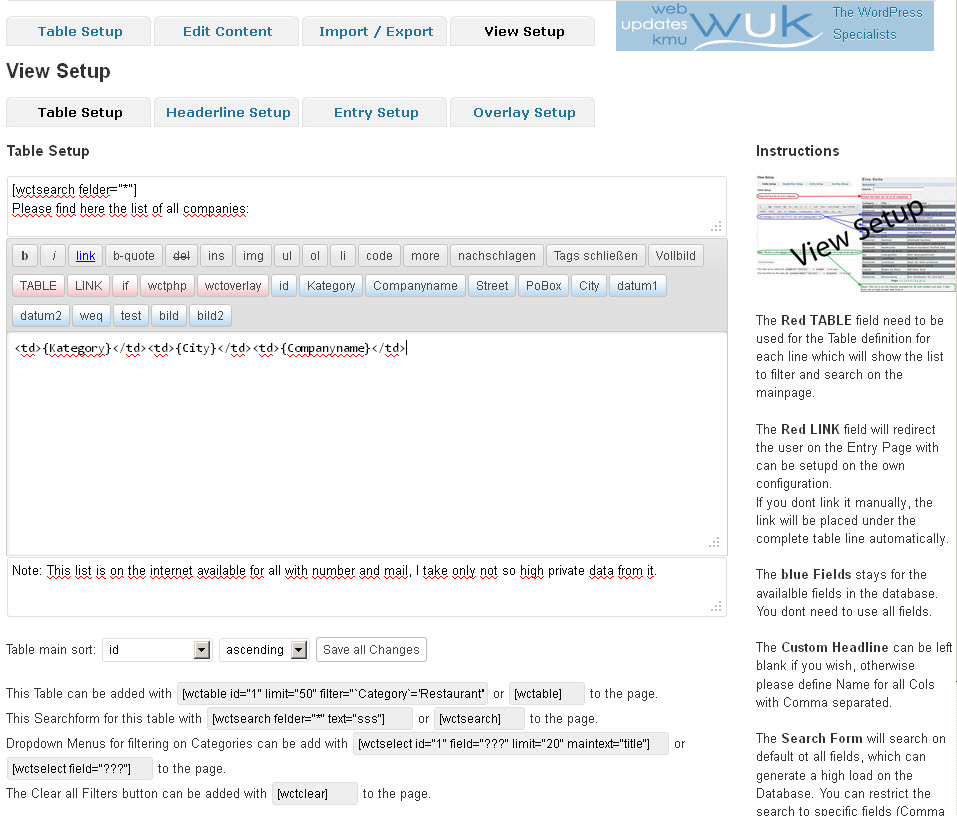 Table Setup Edit Content Import / Export View Setup
web updates kmu wuk The WordPress Specialists
View Setup
Table Setup Headerline Setup Entry Setup Overlay Setup
Table Setup
[wctsearch felder="*"]
Please find here the list of all companies:
b i link b-quote del ins img ul ol li code more nachschlagen Tags schließen Vollbild
TABLE LINK if wctphp wctoverlay id Kategory Companyname Street PoBox City datum1
datum2 weq test bild bild2
<td>{Kategory}</td><td>{City}</td><td>{Companyname}</td>
Note: This list is on the internet available for all with number and mail, I take only not so high private data from it.
Table main sort: id ascending Save all Changes
This Table can be added with [wctable id="1" limit="50" filter="`Category`='Restaurant'" or [wctable] to the page.
This Searchform for this table with [wctsearch felder="*" text="sss"] or [wctsearch] to the page.
Dropdown Menus for filtering on Categories can be add with [wctselect id="1" field="???" limit="20" maintext="title"] or
[wctselect field="???"] to the page.
The Clear all Filters button can be added with [wctclear] to the page.
Instructions
View Setup
The Red TABLE field need to be
used for the Table definition for
each line which will show the list
to filter and search on the
mainpage.
The Red LINK field will redirect
the user on the Entry Page with
can be setupd on the own
configuration.
If you dont link it manually, the
link will be placed under the
complete table line automatically.
The blue Fields stays for the
availalble fields in the database.
You dont need to use all fields.
The Custom Headline can be left
blank if you wish, otherwise
please define Name for all Cols
with Comma separated.
The Search Form will search on
default ot all fields, which can
generate a high load on the
Database. You can restrict the
search to specific fields (Comma